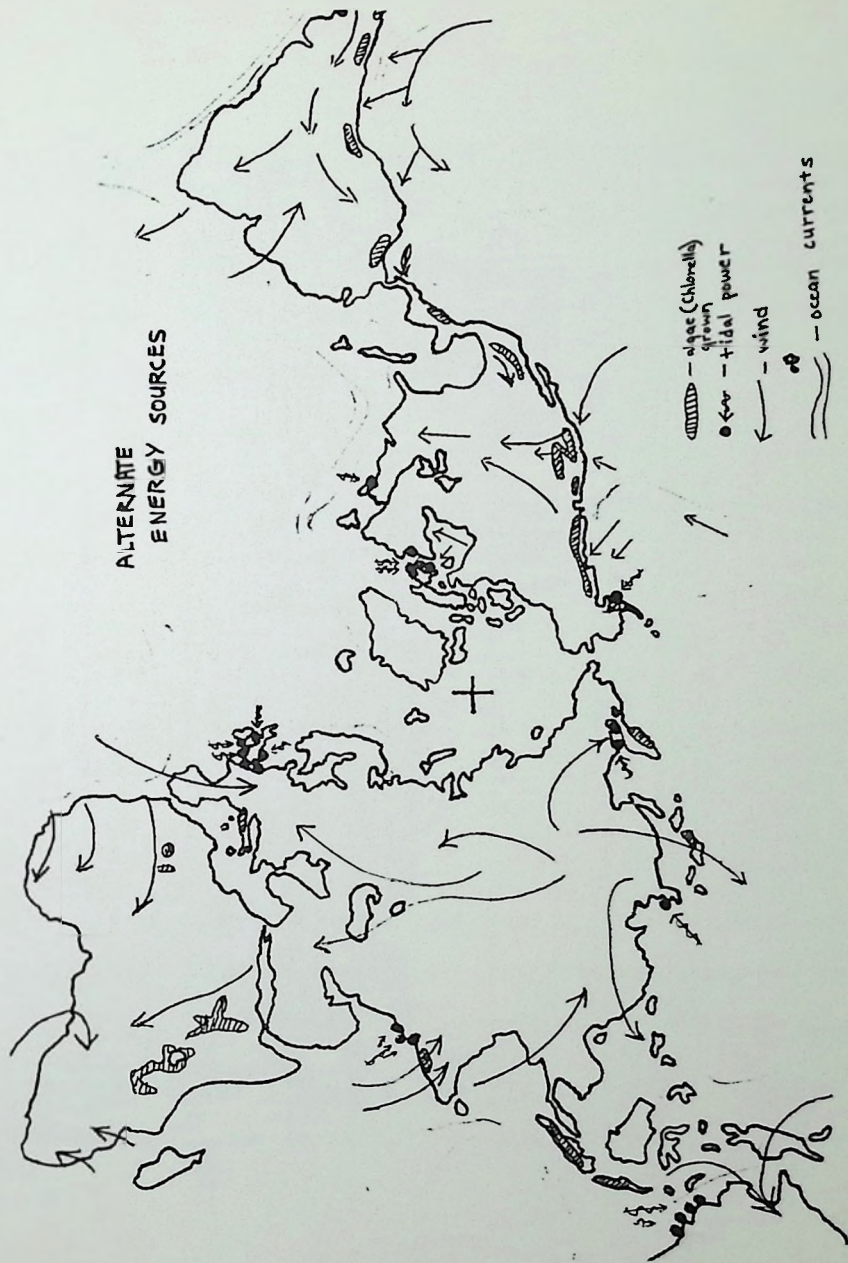 ALTERNATE
ENERGY SOURCES
– algae (Chlorella)
grown
– tidal power
– wind
– ocean currents